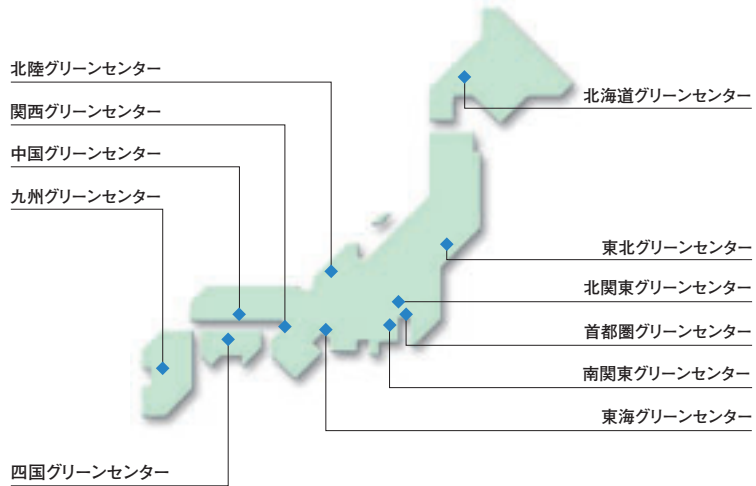 北陸グリーンセンター
関西グリーンセンター
中国グリーンセンター
九州グリーンセンター
四国グリーンセンター
北海道グリーンセンター
東北グリーンセンター
北関東グリーンセンター
首都圏グリーンセンター
南関東グリーンセンター
東海グリーンセンター